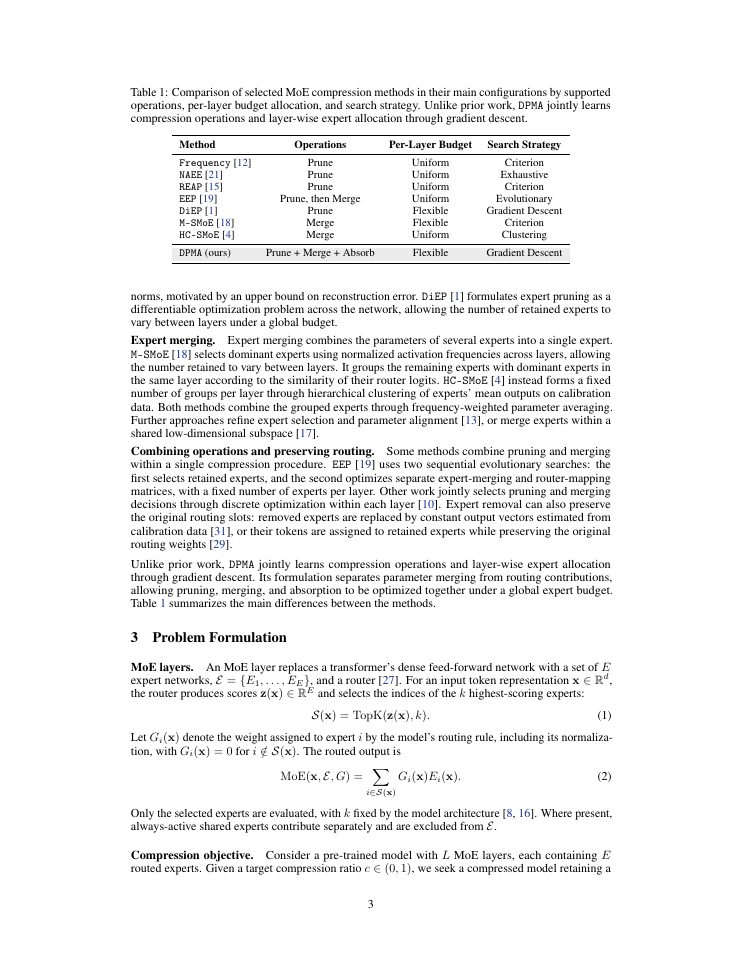 Table 1: Comparison of selected MoE compression methods in their main configurations by supported
operations, per-layer budget allocation, and search strategy. Unlike prior work, DPMA jointly learns
compression operations and layer-wise expert allocation through gradient descent.
Method Operations Per-Layer Budget Search Strategy
Frequency [12] Prune Uniform Criterion
NAEE [21] Prune Uniform Exhaustive
REAP [15] Prune Uniform Criterion
EEP [19] Prune, then Merge Uniform Evolutionary
DiEP [1] Prune Flexible Gradient Descent
M-SMoE [18] Merge Flexible Criterion
HC-SMoE [4] Merge Uniform Clustering
DPMA (ours) Prune + Merge + Absorb Flexible Gradient Descent
norms, motivated by an upper bound on reconstruction error. DiEP [1] formulates expert pruning as a
differentiable optimization problem across the network, allowing the number of retained experts to
vary between layers under a global budget.
Expert merging. Expert merging combines the parameters of several experts into a single expert.
M-SMoE [18] selects dominant experts using normalized activation frequencies across layers, allowing
the number retained to vary between layers. It groups the remaining experts with dominant experts in
the same layer according to the similarity of their router logits. HC-SMoE [4] instead forms a fixed
number of groups per layer through hierarchical clustering of experts' mean outputs on calibration
data. Both methods combine the grouped experts through frequency-weighted parameter averaging.
Further approaches refine expert selection and parameter alignment [13], or merge experts within a
shared low-dimensional subspace [17].
Combining operations and preserving routing. Some methods combine pruning and merging
within a single compression procedure. EEP [19] uses two sequential evolutionary searches: the
first selects retained experts, and the second optimizes separate expert-merging and router-mapping
matrices, with a fixed number of experts per layer. Other work jointly selects pruning and merging
decisions through discrete optimization within each layer [10]. Expert removal can also preserve
the original routing slots: removed experts are replaced by constant output vectors estimated from
calibration data [31], or their tokens are assigned to retained experts while preserving the original
routing weights [29].
Unlike prior work, DPMA jointly learns compression operations and layer-wise expert allocation
through gradient descent. Its formulation separates parameter merging from routing contributions,
allowing pruning, merging, and absorption to be optimized together under a global expert budget.
Table 1 summarizes the main differences between the methods.
3 Problem Formulation
MoE layers. An MoE layer replaces a transformer's dense feed-forward network with a set of E
expert networks, ℰ = {E₁, . . . , E_E}, and a router [27]. For an input token representation x ∈ ℝᵈ,
the router produces scores z(x) ∈ ℝᴱ and selects the indices of the k highest-scoring experts:
𝒮(x) = TopK(z(x), k). (1)
Let Gᵢ(x) denote the weight assigned to expert i by the model's routing rule, including its normaliza-
tion, with Gᵢ(x) = 0 for i ∉ 𝒮(x). The routed output is
MoE(x, ℰ, G) = ∑ Gᵢ(x)Eᵢ(x). (2)
i∈𝒮(x)
Only the selected experts are evaluated, with k fixed by the model architecture [8, 16]. Where present,
always-active shared experts contribute separately and are excluded from ℰ.
Compression objective. Consider a pre-trained model with L MoE layers, each containing E
routed experts. Given a target compression ratio c ∈ (0, 1), we seek a compressed model retaining a
3